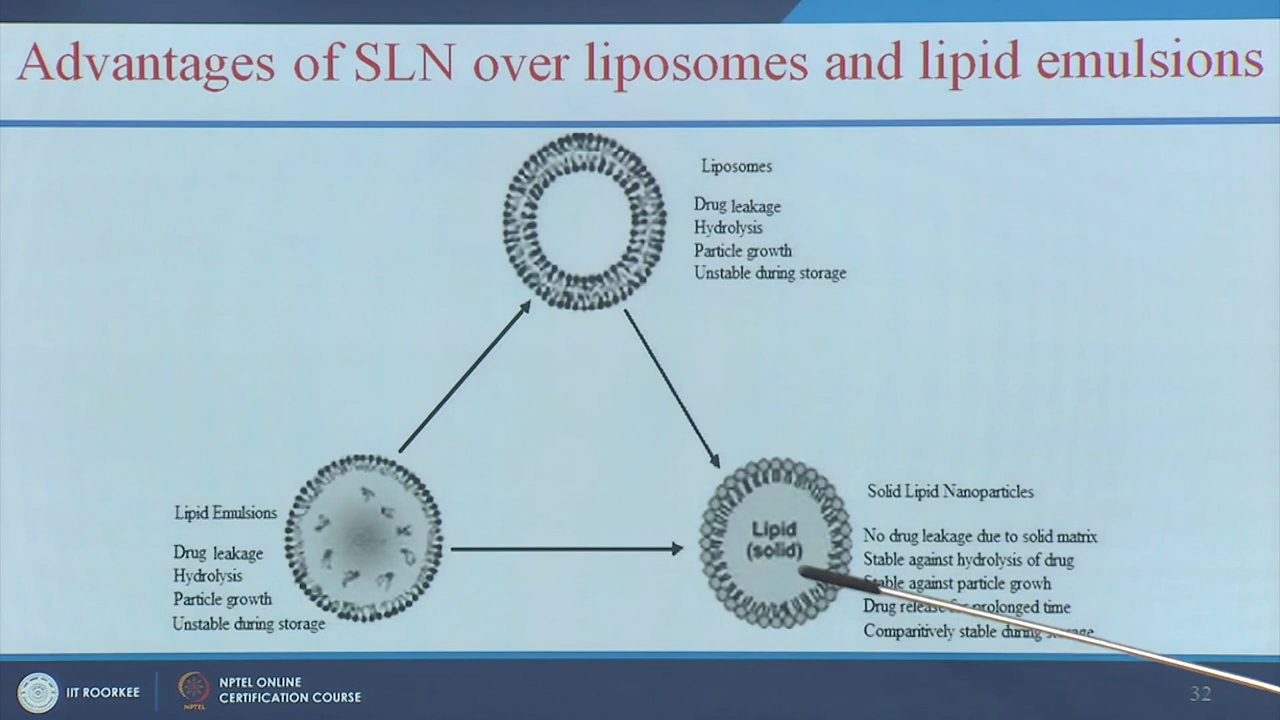 Advantages of SLN over liposomes and lipid emulsions
Liposomes
Drug leakage
Hydrolysis
Particle growth
Unstable during storage
Lipid Emulsions
Drug leakage
Hydrolysis
Particle growth
Unstable during storage
Lipid
(solid)
Solid Lipid Nanoparticles
No drug leakage due to solid matrix
Stable against hydrolysis of drug
Stable against particle growh
Drug release for prolonged time
Comparitively stable during storage
IIT ROORKEE
NPTEL
NPTEL ONLINE
CERTIFICATION COURSE
32